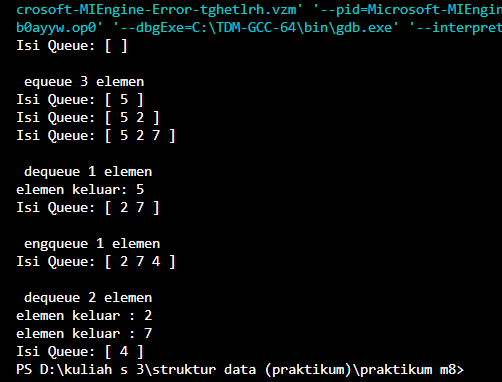 crosoft-MIEngine-Error-tghetlrh.vzm' '--pid=Microsoft-MIEngin
b0ayyw.op0' '--dbgExe=C:\TDM-GCC-64\bin\gdb.exe' '--interpret
Isi Queue: [ ]
equeue 3 elemen
Isi Queue: [ 5 ]
Isi Queue: [ 5 2 ]
Isi Queue: [ 5 2 7 ]
dequeue 1 elemen
elemen keluar: 5
Isi Queue: [ 2 7 ]
engqueue 1 elemen
Isi Queue: [ 2 7 4 ]
dequeue 2 elemen
elemen keluar : 2
elemen keluar : 7
Isi Queue: [ 4 ]
PS D:\kuliah s 3\struktur data (praktikum)\praktikum m8>